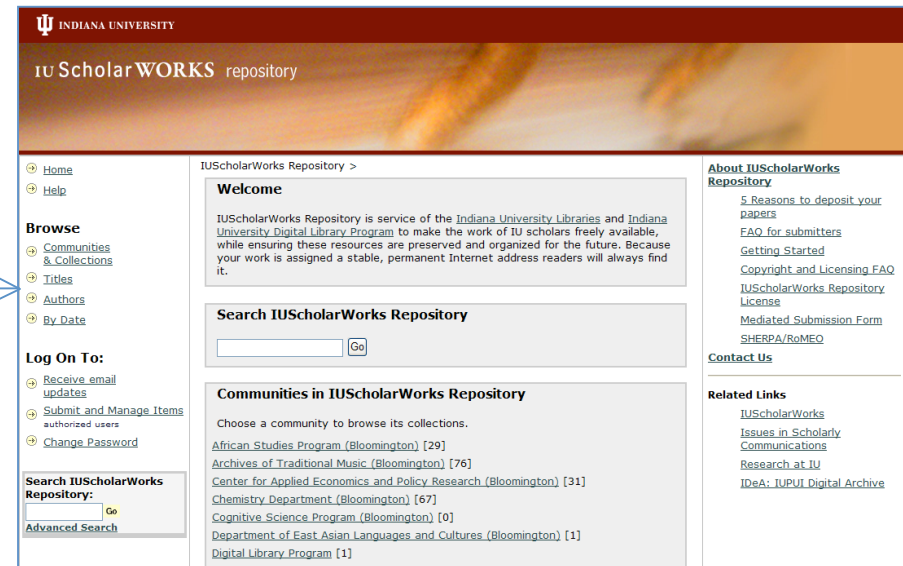 INDIANA UNIVERSITY
IU ScholarWORKS repository
Home
Help
Browse
Communities
& Collections
Titles
Authors
By Date
Log On To:
Receive email
updates
Submit and Manage Items
authorized users
Change Password
Search IUScholarWorks
Repository:
Go
Advanced Search
IUScholarWorks Repository >
Welcome
IUScholarWorks Repository is service of the Indiana University Libraries and Indiana
University Digital Library Program to make the work of IU scholars freely available,
while ensuring these resources are preserved and organized for the future. Because
your work is assigned a stable, permanent Internet address readers will always find
it.
Search IUScholarWorks Repository
Go
Communities in IUScholarWorks Repository
Choose a community to browse its collections.
African Studies Program (Bloomington) [29]
Archives of Traditional Music (Bloomington) [76]
Center for Applied Economics and Policy Research (Bloomington) [31]
Chemistry Department (Bloomington) [67]
Cognitive Science Program (Bloomington) [0]
Department of East Asian Languages and Cultures (Bloomington) [1]
Digital Library Program [1]
About IUScholarWorks
Repository
5 Reasons to deposit your
papers
FAQ for submitters
Getting Started
Copyright and Licensing FAQ
IUScholarWorks Repository
License
Mediated Submission Form
SHERPA/RoMEO
Contact Us
Related Links
IUScholarWorks
Issues in Scholarly
Communications
Research at IU
IDeA: IUPUI Digital Archive